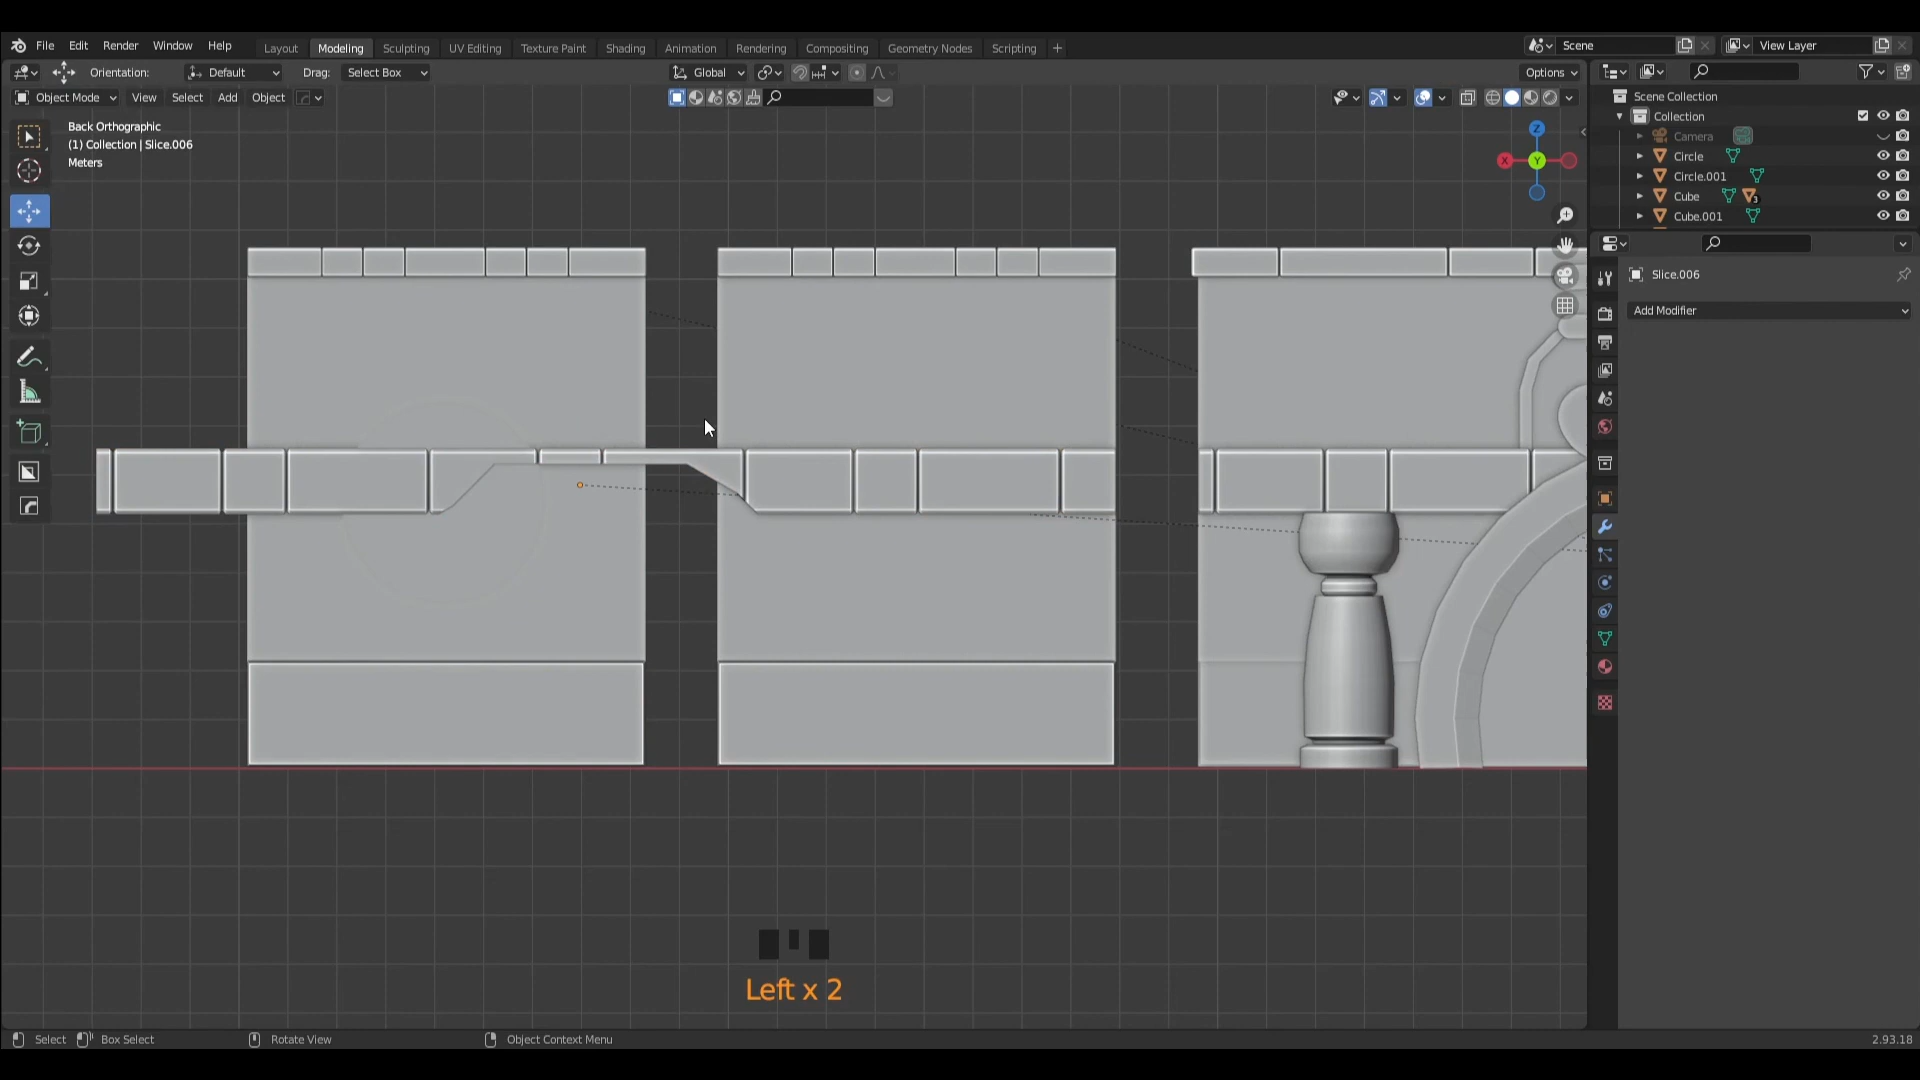 File Edit Render Window Help Layout Modeling Sculpting UV Editing Texture Paint Shading Animation Rendering Compositing Geometry Nodes Scripting + Scene View Layer
Orientation: Default Drag: Select Box Global Options
Object Mode View Select Add Object
Scene Collection
Collection
Camera
Circle
Circle.001
Cube 3
Cube.001
Back Orthographic
(1) Collection | Slice.006
Meters
Z
X Y
Slice.006
Add Modifier
Left x 2
Select Box Select Rotate View Object Context Menu 2.93.18